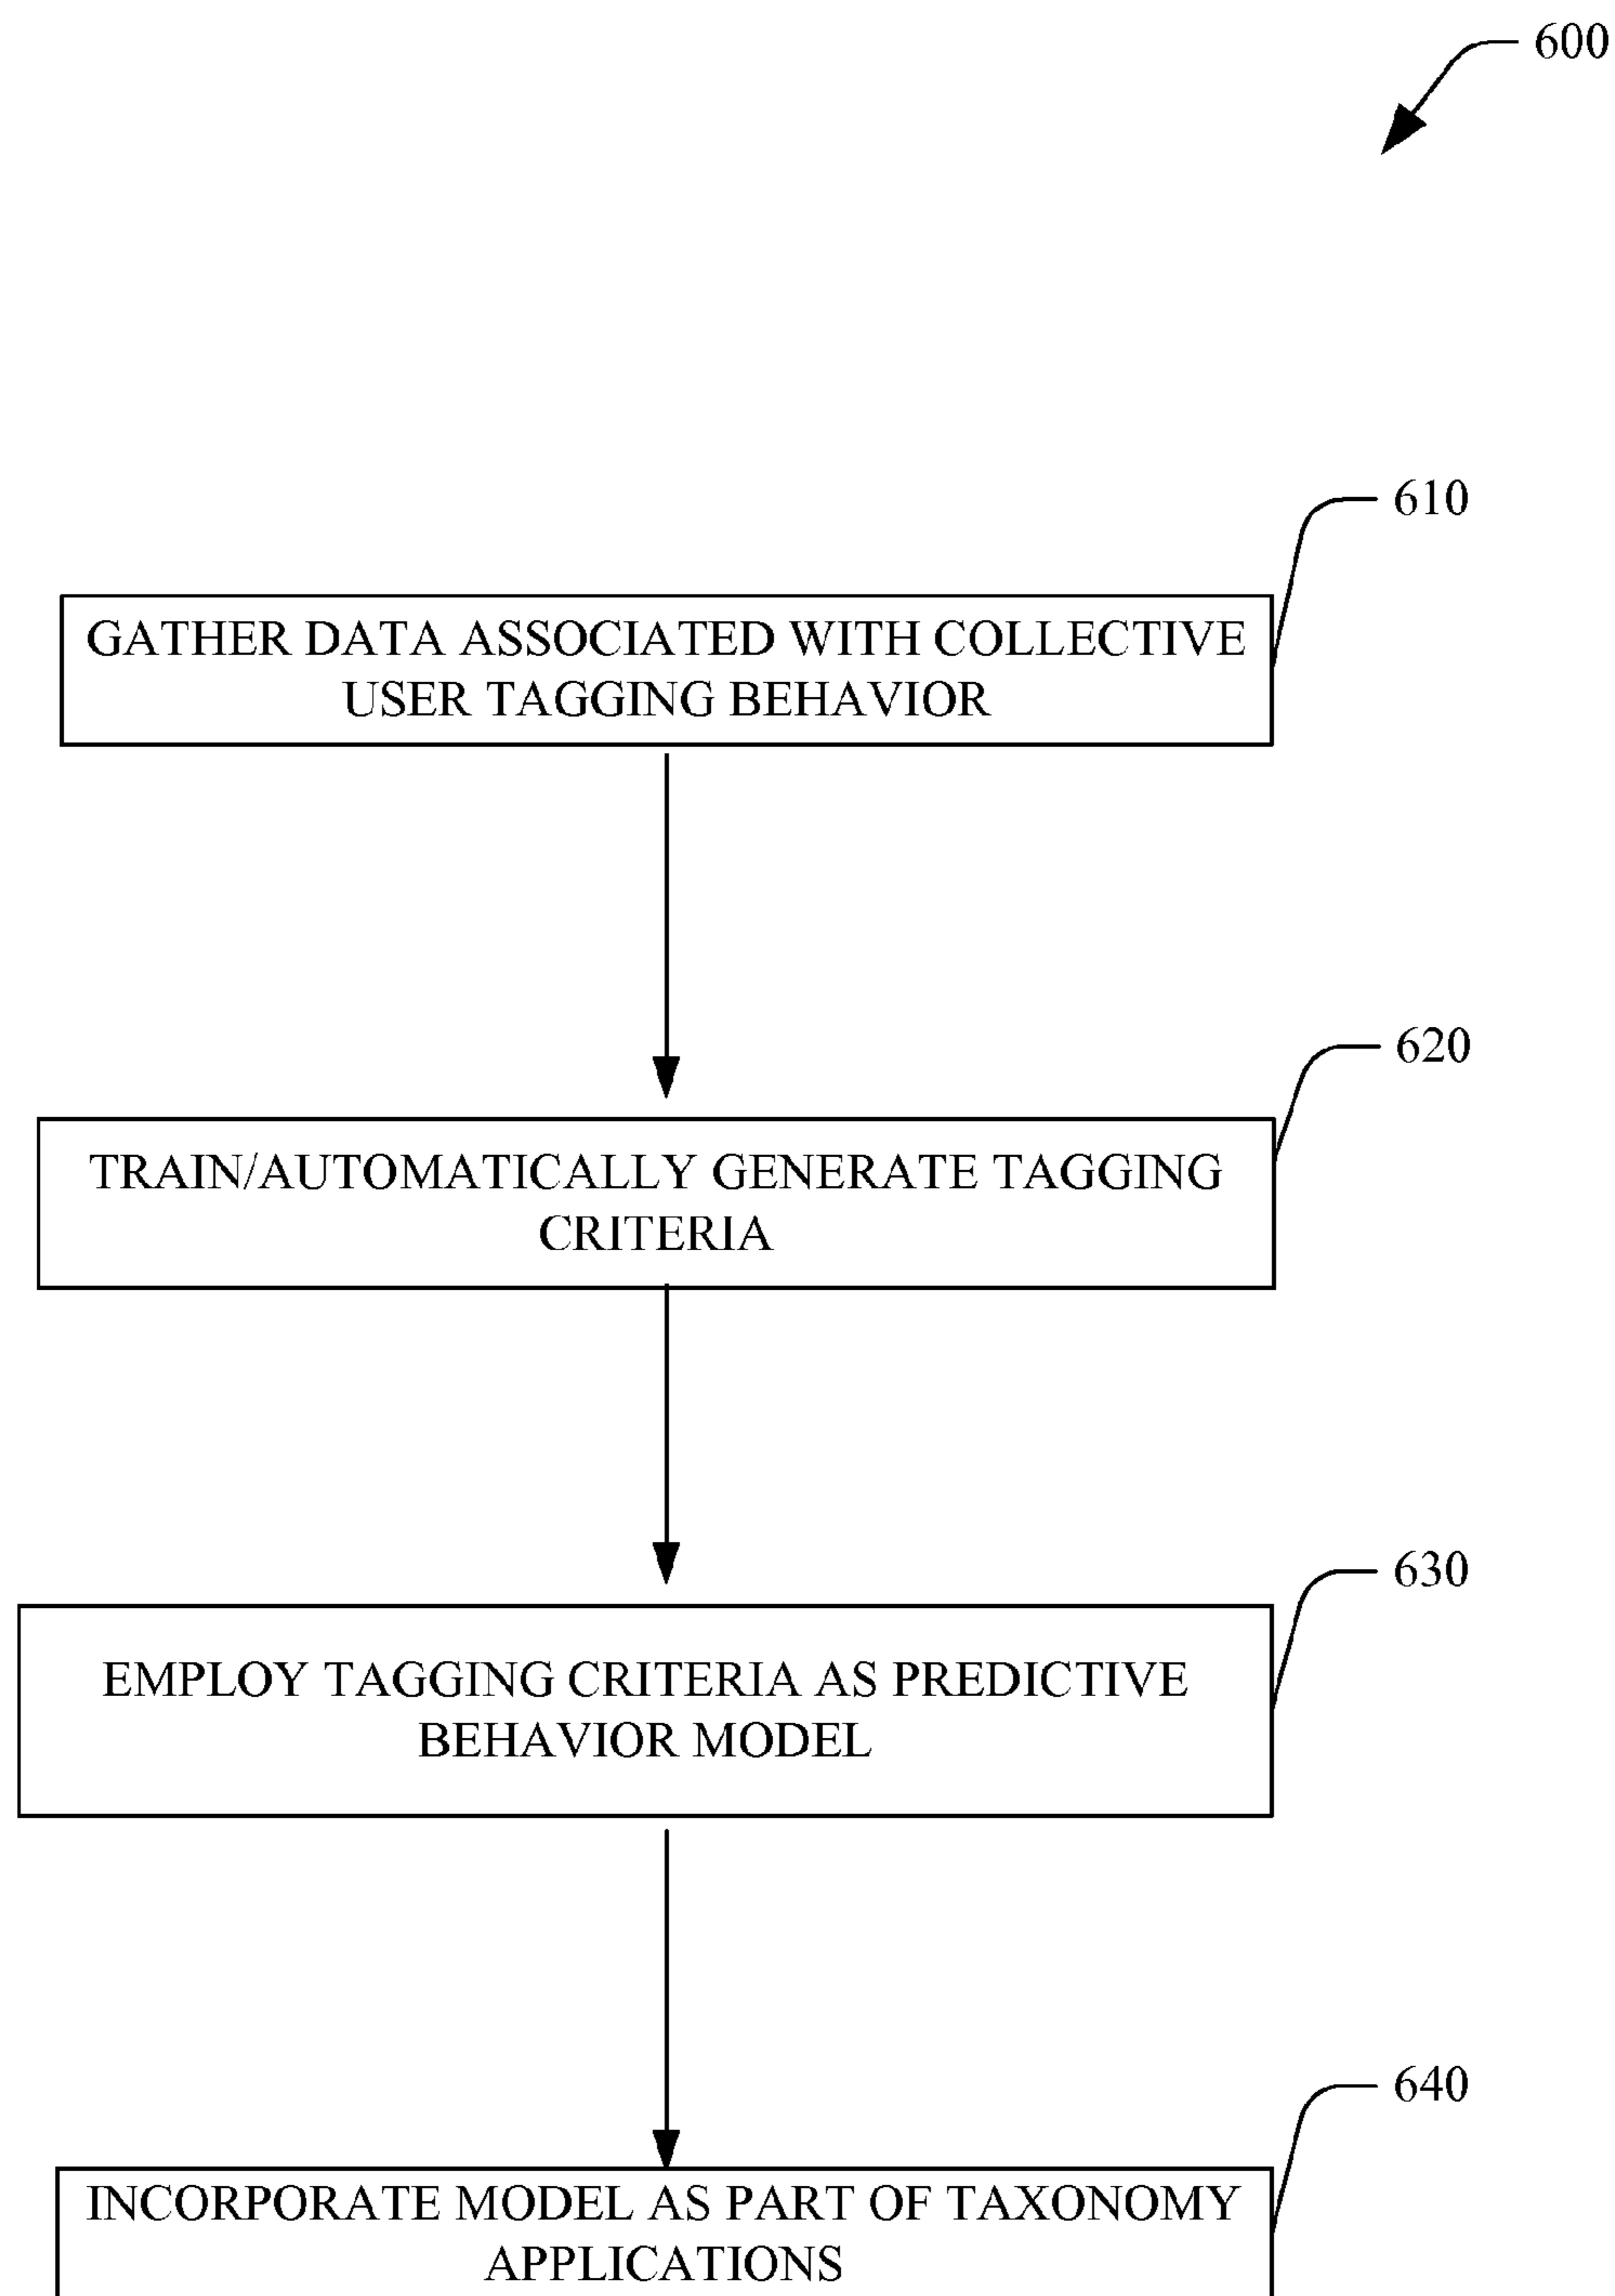 600
610
GATHER DATA ASSOCIATED WITH COLLECTIVE
USER TAGGING BEHAVIOR
620
TRAIN/AUTOMATICALLY GENERATE TAGGING
CRITERIA
630
EMPLOY TAGGING CRITERIA AS PREDICTIVE
BEHAVIOR MODEL
640
INCORPORATE MODEL AS PART OF TAXONOMY
APPLICATIONS